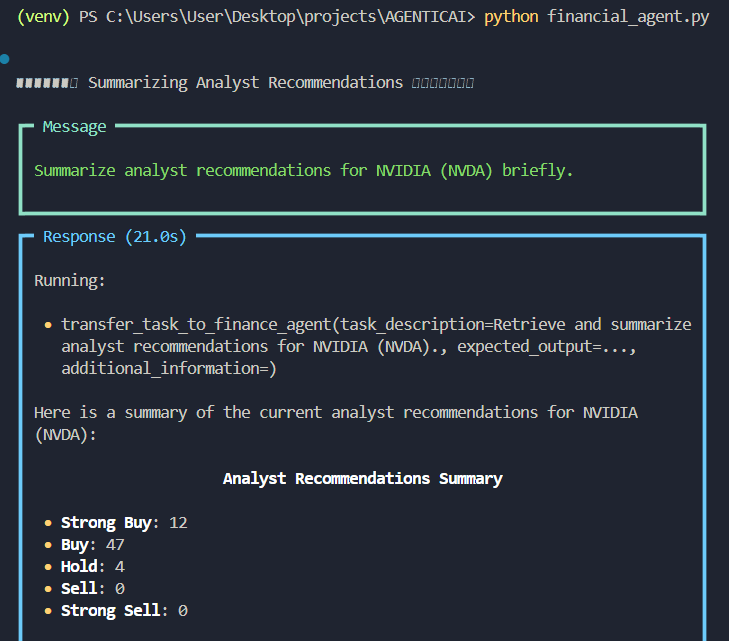 (venv) PS C:\Users\User\Desktop\projects\AGENTICAI> python financial_agent.py
Summarizing Analyst Recommendations
Message
Summarize analyst recommendations for NVIDIA (NVDA) briefly.
Response (21.0s)
Running:
• transfer_task_to_finance_agent(task_description=Retrieve and summarize
analyst recommendations for NVIDIA (NVDA)., expected_output=...,
additional_information=)
Here is a summary of the current analyst recommendations for NVIDIA
(NVDA):
Analyst Recommendations Summary
• Strong Buy: 12
• Buy: 47
• Hold: 4
• Sell: 0
• Strong Sell: 0